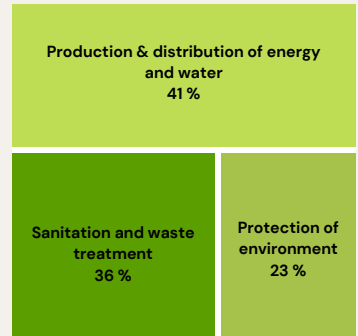 Production & distribution of energy
and water
41 %
Sanitation and waste
treatment
36 %
Protection of
environment
23 %